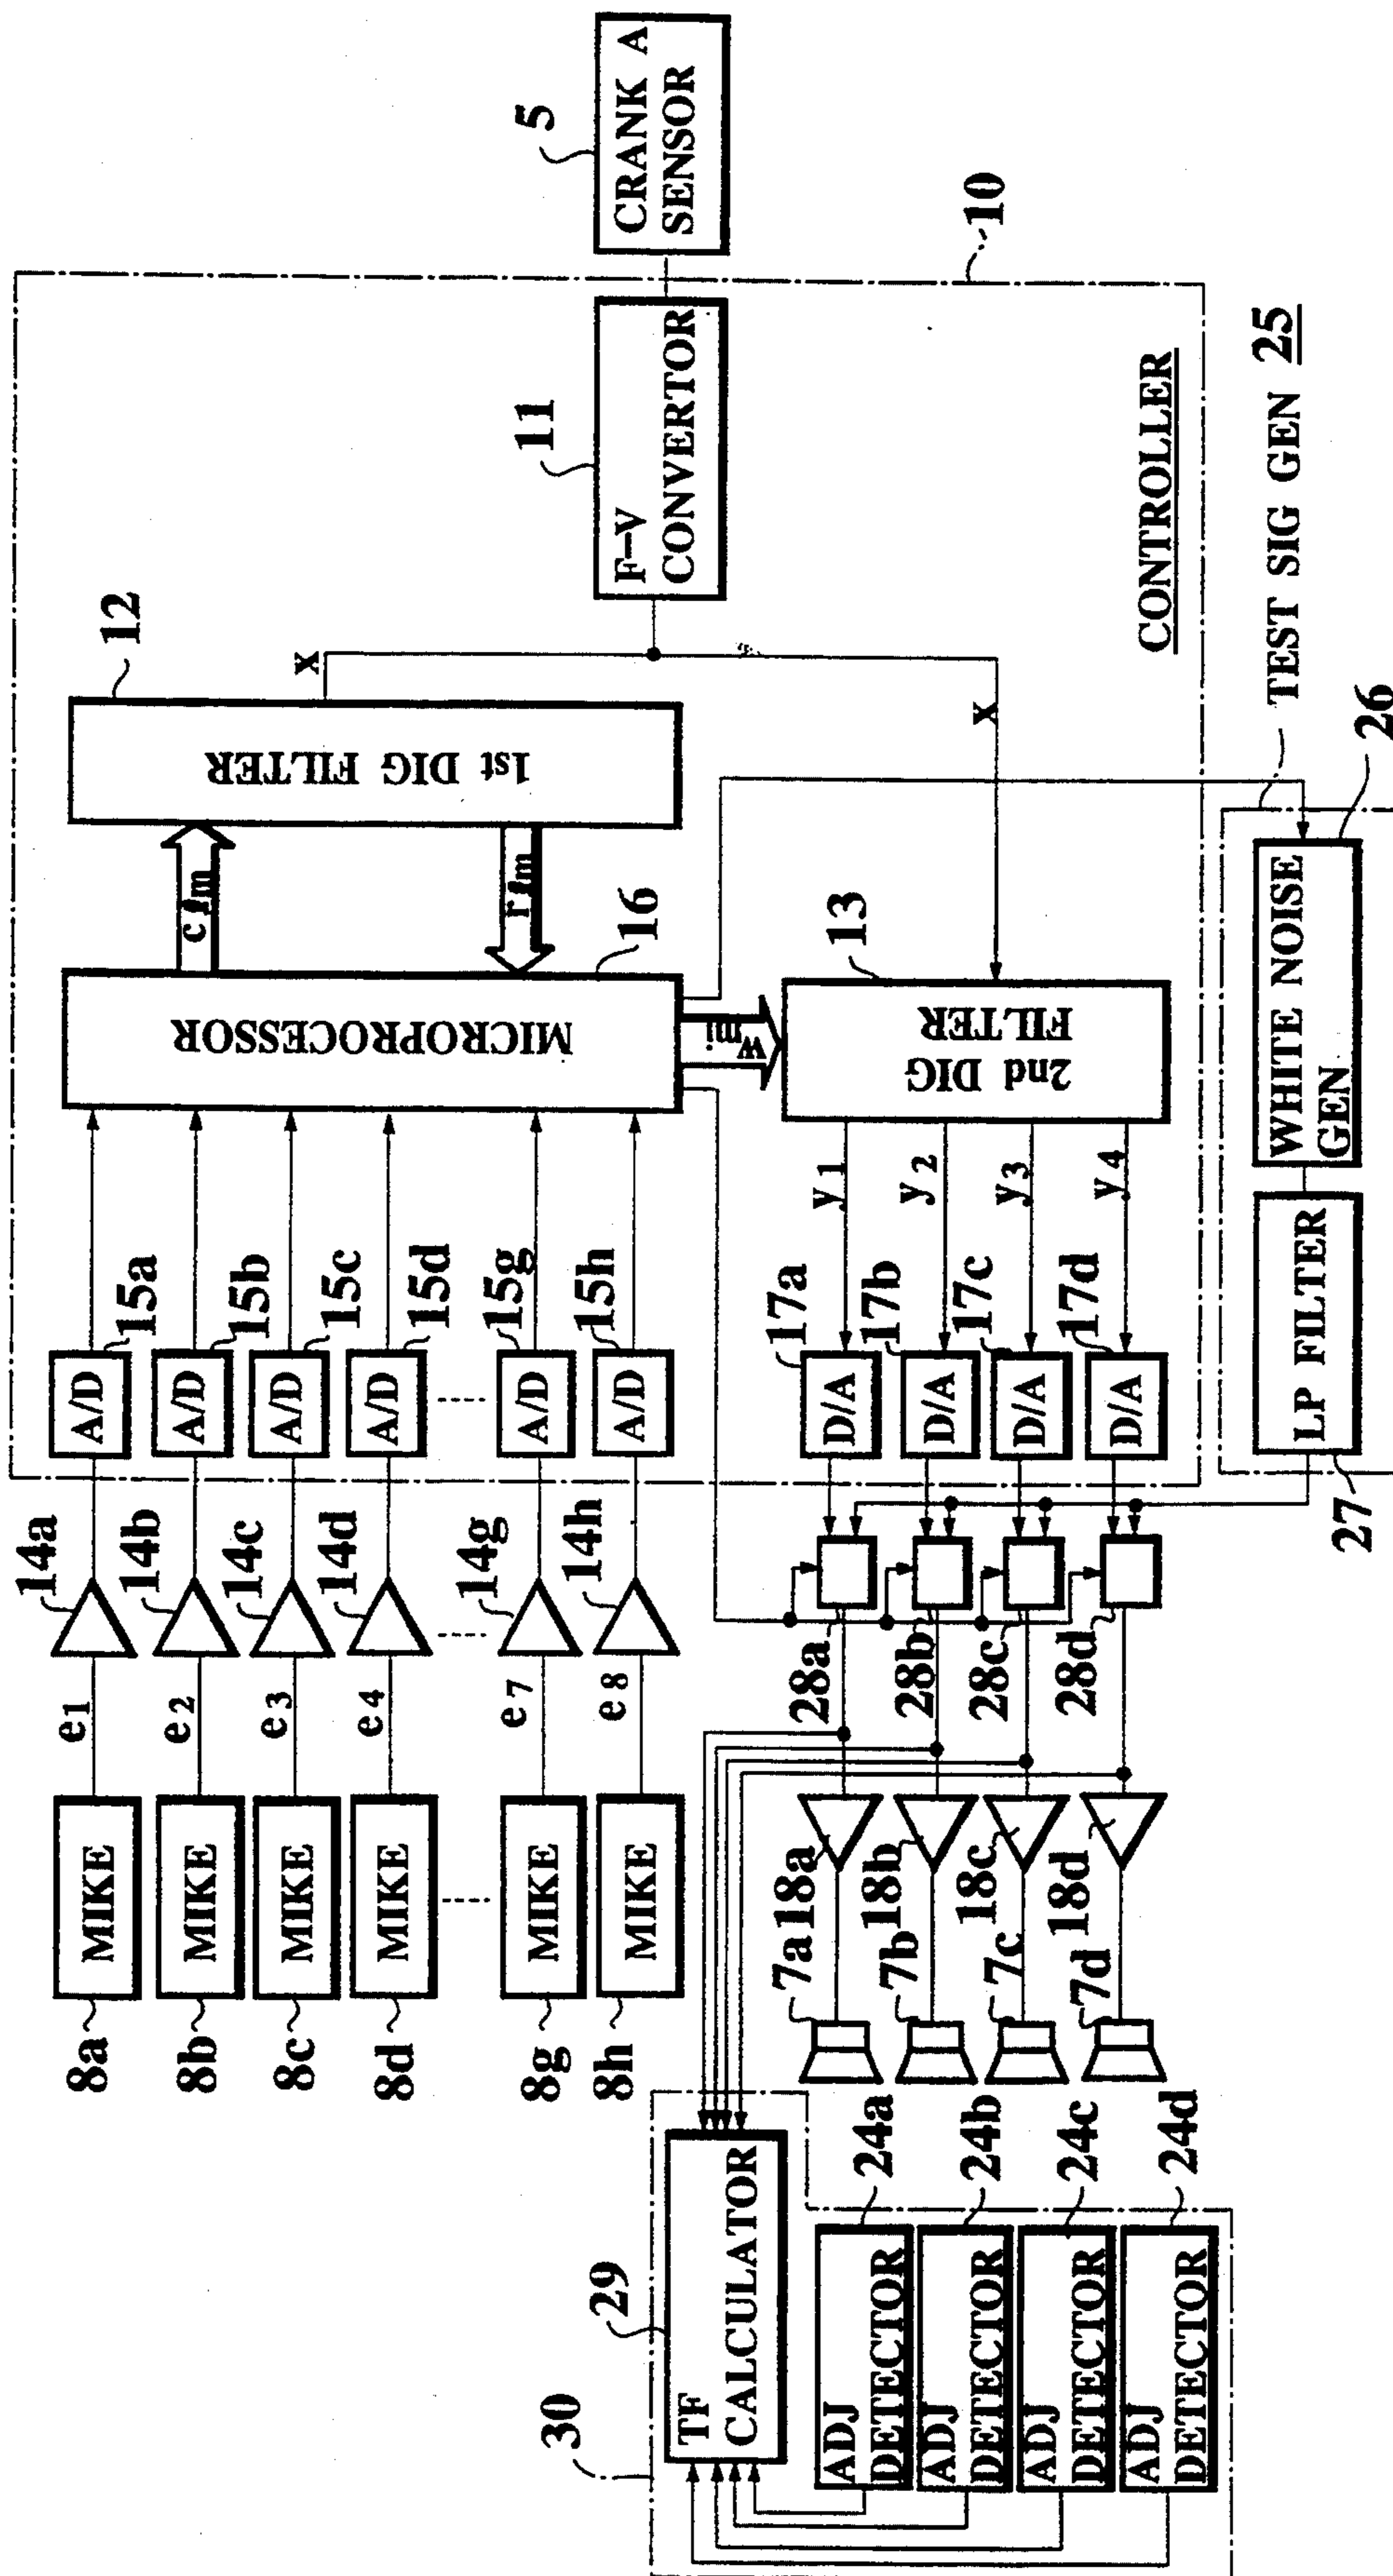 8a
MIKE
e1
14a
A/D
15a
8b
MIKE
e2
14b
A/D
15b
8c
MIKE
e3
14c
A/D
15c
8d
MIKE
e4
14d
A/D
15d
8g
MIKE
e7
14g
A/D
15g
8h
MIKE
e8
14h
A/D
15h
MICROPROCESSOR
16
cℓm
rℓm
1st DIG FILTER
12
x
F-V
CONVERTOR
11
CRANK A
SENSOR
5
10
CONTROLLER
wmi
2nd DIG
FILTER
13
x
y1
y2
y3
y4
D/A
17a
D/A
17b
D/A
17c
D/A
17d
28a
28b
28c
28d
18a
18b
18c
18d
7a
7b
7c
7d
30
29
TF
CALCULATOR
ADJ
DETECTOR
24a
ADJ
DETECTOR
24b
ADJ
DETECTOR
24c
ADJ
DETECTOR
24d
TEST SIG GEN 25
WHITE NOISE
GEN
26
LP FILTER
27